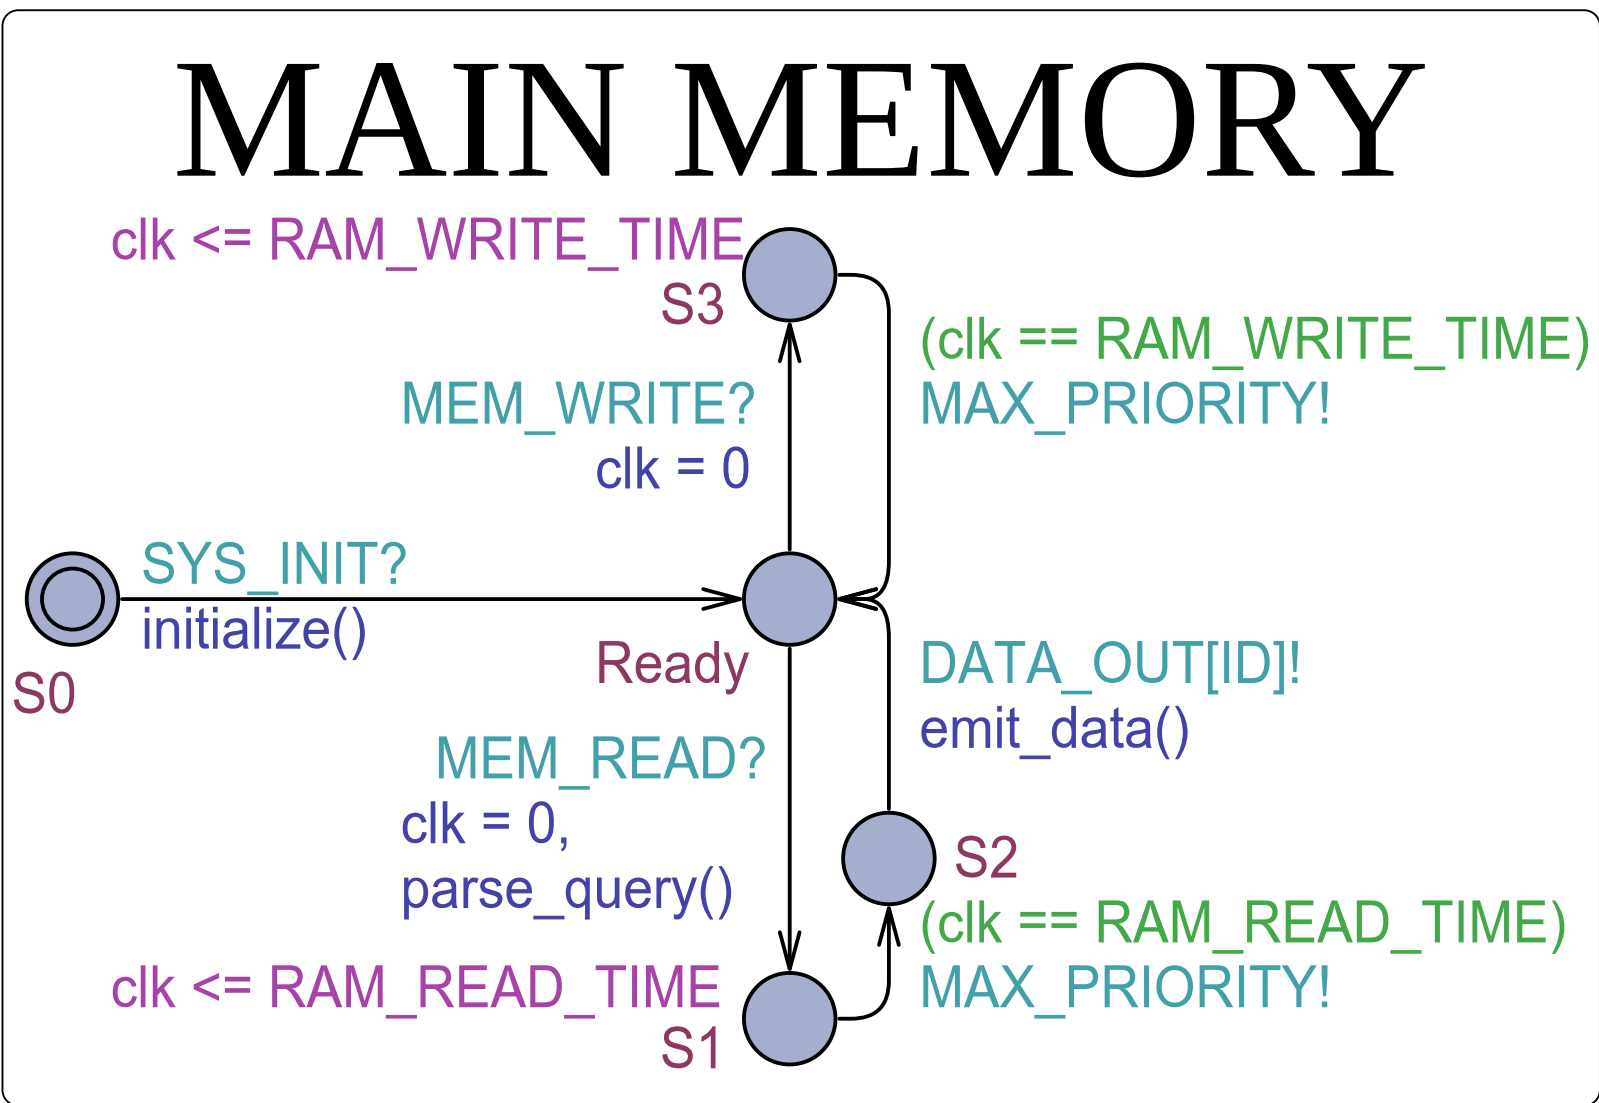 MAIN MEMORY
clk <= RAM_WRITE_TIME
S3
(clk == RAM_WRITE_TIME)
MAX_PRIORITY!
MEM_WRITE?
clk = 0
SYS_INIT?
initialize()
S0
Ready
DATA_OUT[ID]!
emit_data()
MEM_READ?
clk = 0,
parse_query()
S2
(clk == RAM_READ_TIME)
MAX_PRIORITY!
clk <= RAM_READ_TIME
S1